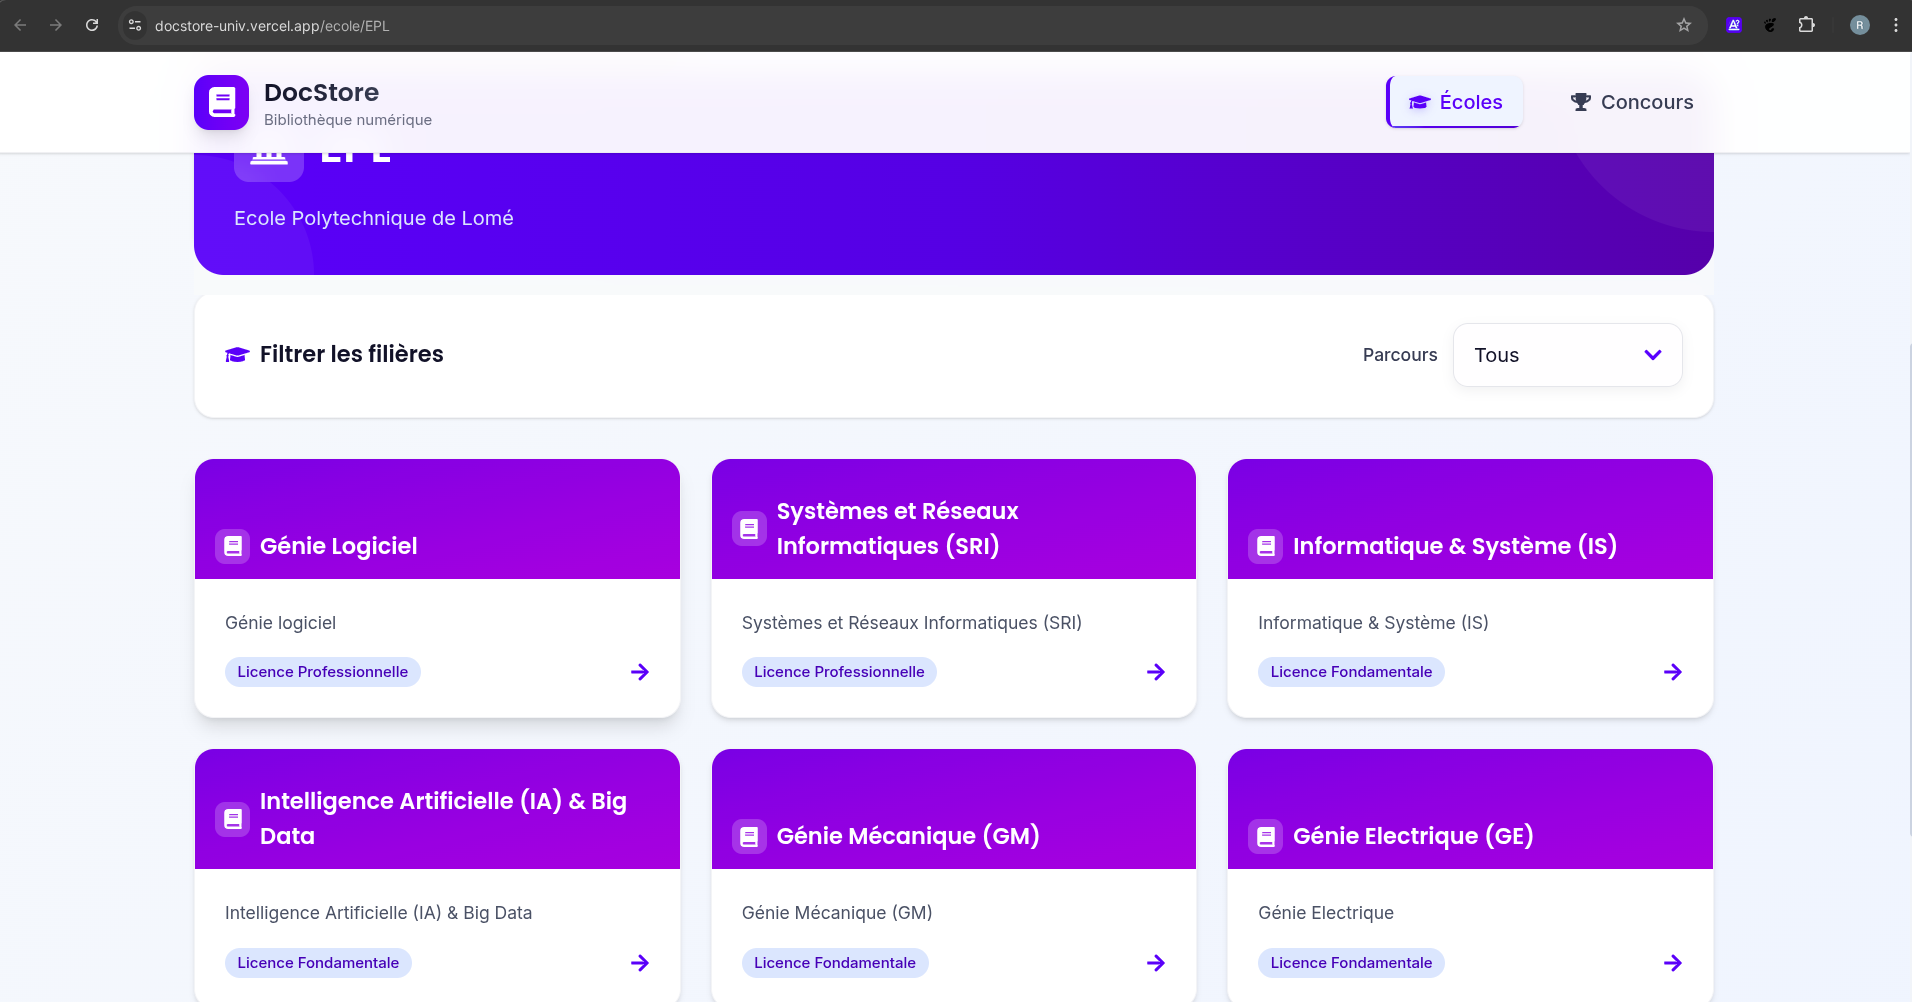 docstore-univ.vercel.app/ecole/EPL
R
DocStore
Bibliothèque numérique
Écoles
Concours
EPL
Ecole Polytechnique de Lomé
Filtrer les filières
Parcours
Tous
Génie Logiciel
Génie logiciel
Licence Professionnelle
Systèmes et Réseaux
Informatiques (SRI)
Systèmes et Réseaux Informatiques (SRI)
Licence Professionnelle
Informatique & Système (IS)
Informatique & Système (IS)
Licence Fondamentale
Intelligence Artificielle (IA) & Big
Data
Intelligence Artificielle (IA) & Big Data
Licence Fondamentale
Génie Mécanique (GM)
Génie Mécanique (GM)
Licence Fondamentale
Génie Electrique (GE)
Génie Electrique
Licence Fondamentale